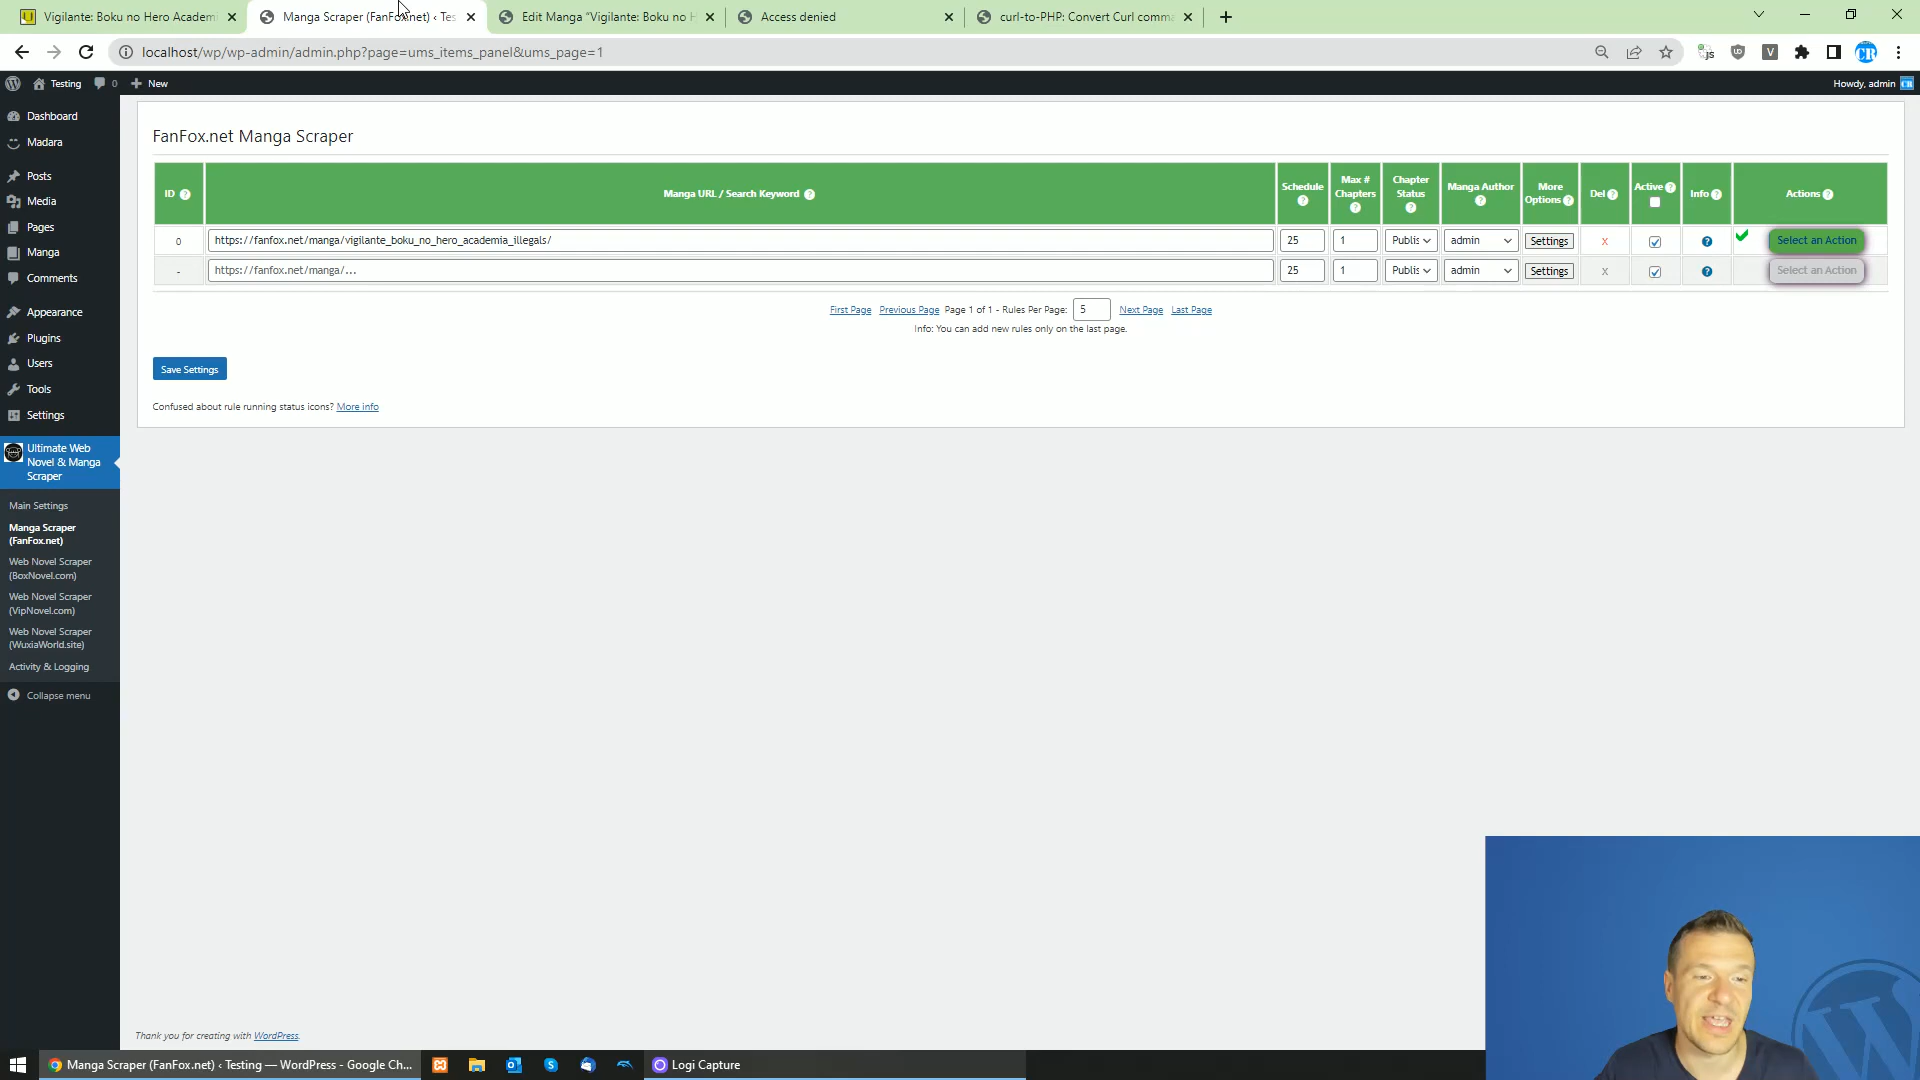 Vigilante: Boku no Hero Academi
Manga Scraper (FanFox.net) ‹ Tes
Edit Manga "Vigilante: Boku no H
Access denied
curl-to-PHP: Convert Curl comma
localhost/wp/wp-admin/admin.php?page=ums_items_panel&ums_page=1
Testing
0
New
Howdy, admin
Dashboard
Madara
Posts
Media
Pages
Manga
Comments
Appearance
Plugins
Users
Tools
Settings
Ultimate Web
Novel & Manga
Scraper
Main Settings
Manga Scraper
(FanFox.net)
Web Novel Scraper
(BoxNovel.com)
Web Novel Scraper
(VipNovel.com)
Web Novel Scraper
(WuxiaWorld.site)
Activity & Logging
Collapse menu
FanFox.net Manga Scraper
ID
Manga URL / Search Keyword
Schedule
Max #
Chapters
Chapter
Status
Manga Author
More
Options
Del
Active
Info
Actions
0
https://fanfox.net/manga/vigilante_boku_no_hero_academia_illegals/
25
1
Publis
admin
Settings
X
Select an Action
-
https://fanfox.net/manga/...
25
1
Publis
admin
Settings
X
Select an Action
First Page Previous Page Page 1 of 1 - Rules Per Page: 5 Next Page Last Page
Info: You can add new rules only on the last page.
Save Settings
Confused about rule running status icons? More info
Thank you for creating with WordPress.
Manga Scraper (FanFox.net) ‹ Testing — WordPress - Google Ch...
Logi Capture